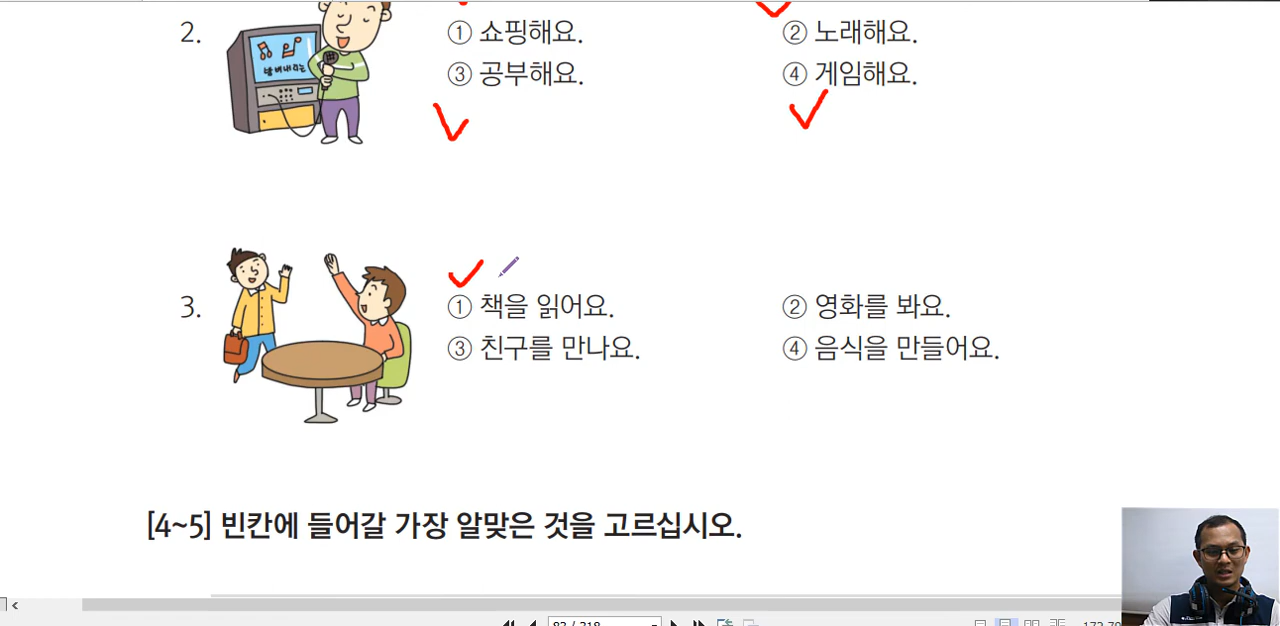 2.
① 쇼핑해요.
② 노래해요.
③ 공부해요.
④ 게임해요.
3.
① 책을 읽어요.
② 영화를 봐요.
③ 친구를 만나요.
④ 음식을 만들어요.
[4~5] 빈칸에 들어갈 가장 알맞은 것을 고르십시오.